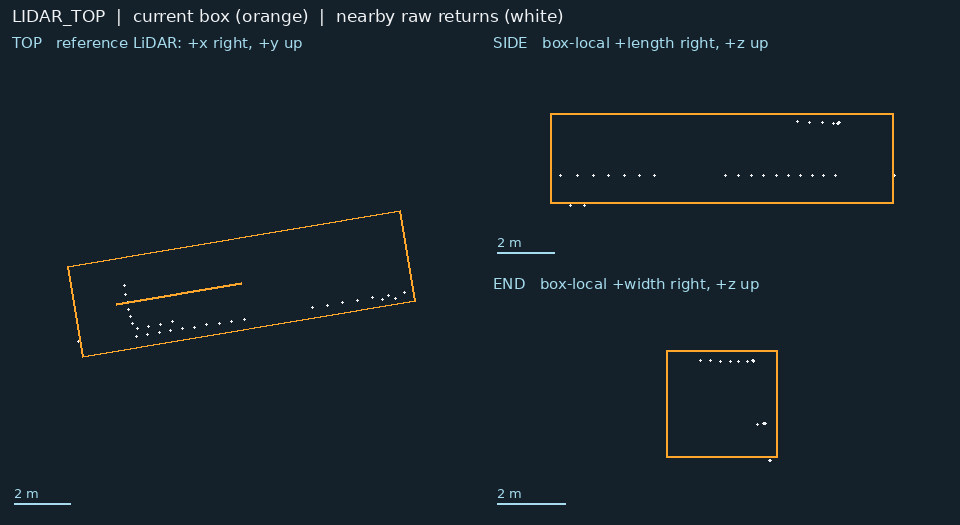 LIDAR_TOP | current box (orange) | nearby raw returns (white)
TOP reference LiDAR: +x right, +y up
SIDE box-local +length right, +z up
2 m
END box-local +width right, +z up
2 m
2 m